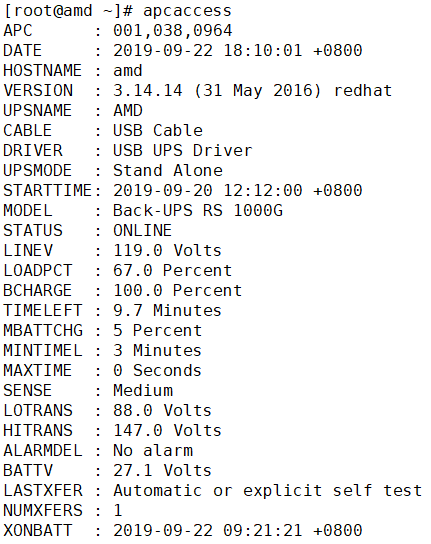 [root@amd ~]# apcaccess
APC      : 001,038,0964
DATE     : 2019-09-22 18:10:01 +0800
HOSTNAME : amd
VERSION  : 3.14.14 (31 May 2016) redhat
UPSNAME  : AMD
CABLE    : USB Cable
DRIVER   : USB UPS Driver
UPSMODE  : Stand Alone
STARTTIME: 2019-09-20 12:12:00 +0800
MODEL    : Back-UPS RS 1000G
STATUS   : ONLINE
LINEV    : 119.0 Volts
LOADPCT  : 67.0 Percent
BCHARGE  : 100.0 Percent
TIMELEFT : 9.7 Minutes
MBATTCHG : 5 Percent
MINTIMEL : 3 Minutes
MAXTIME  : 0 Seconds
SENSE    : Medium
LOTRANS  : 88.0 Volts
HITRANS  : 147.0 Volts
ALARMDEL : No alarm
BATTV    : 27.1 Volts
LASTXFER : Automatic or explicit self test
NUMXFERS : 1
XONBATT  : 2019-09-22 09:21:21 +0800